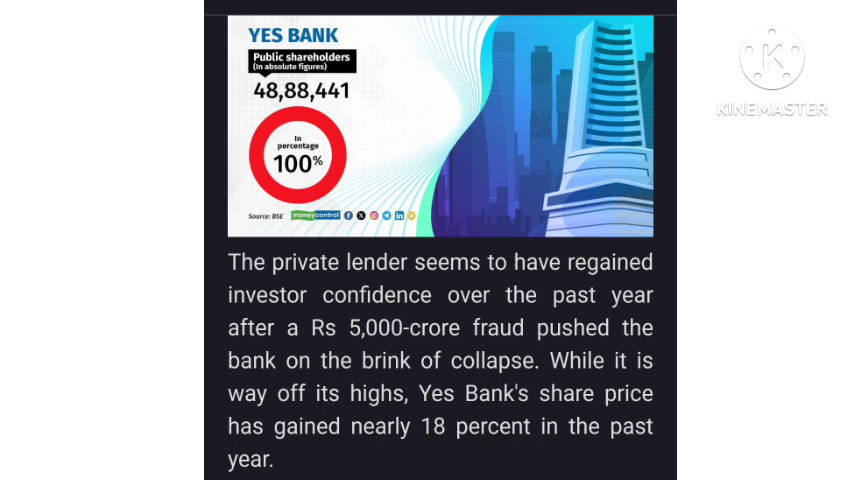 YES BANK
Public shareholders
(In absolute figures)
48,88,441
In
percentage
100%
Source: BSE moneycontrol
The private lender seems to have regained
investor confidence over the past year
after a Rs 5,000-crore fraud pushed the
bank on the brink of collapse. While it is
way off its highs, Yes Bank's share price
has gained nearly 18 percent in the past
year.
K
KINEMASTER